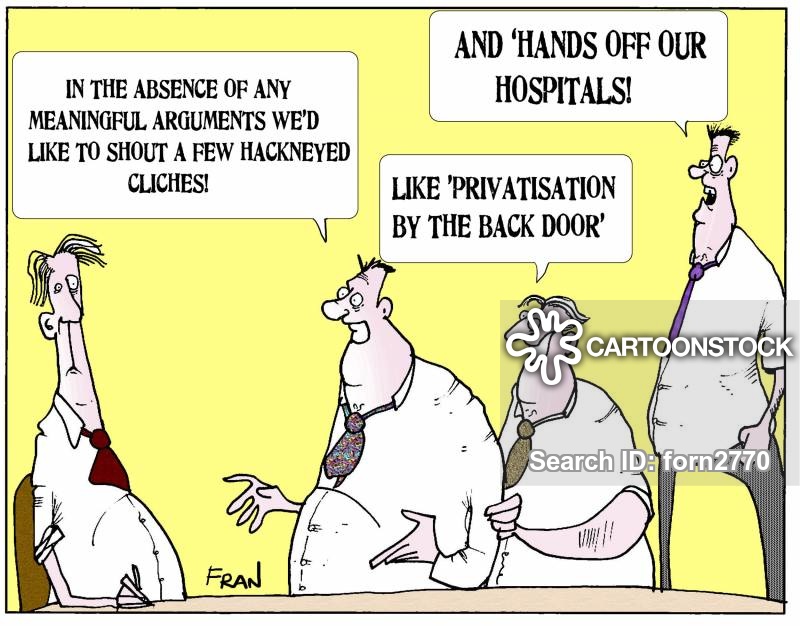 IN THE ABSENCE OF ANY
MEANINGFUL ARGUMENTS WE'D
LIKE TO SHOUT A FEW HACKNEYED
CLICHES!
LIKE 'PRIVATISATION
BY THE BACK DOOR'
AND 'HANDS OFF OUR
HOSPITALS!
CARTOONSTOCK
Search ID: forn2770
FRAN